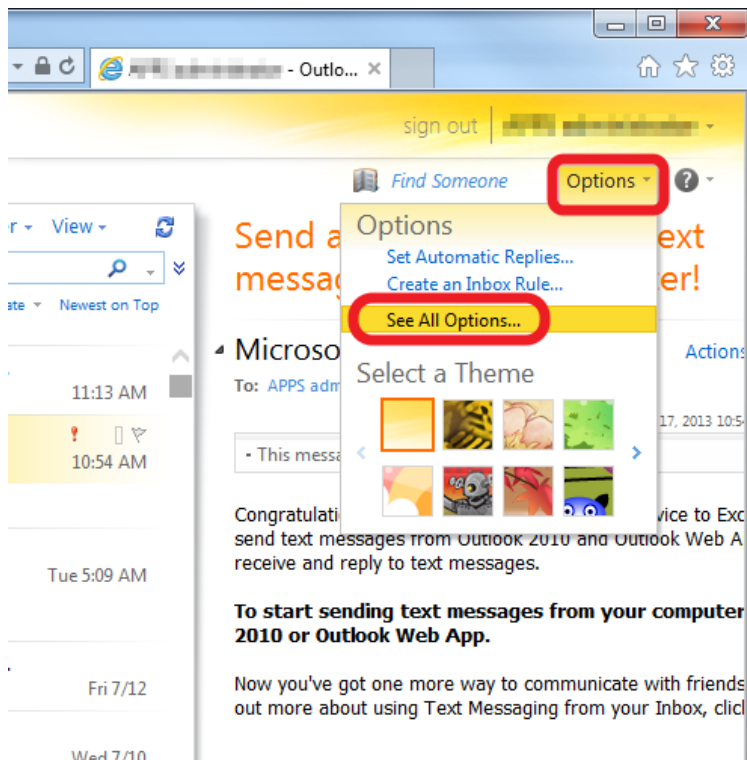 - Outlo...
sign out
Find Someone
Options
?
r
View
Options
Set Automatic Replies...
Create an Inbox Rule...
See All Options...
Select a Theme
ate
Newest on Top
11:13 AM
10:54 AM
Tue 5:09 AM
Fri 7/12
Wed 7/10
Send a
ext
messag
er!
Microso
Actions
To: APPS adm
17, 2013 10:54
This messa
Congratulati
vice to Exc
send text messages from Outlook 2010 and Outlook Web A
receive and reply to text messages.
To start sending text messages from your computer
2010 or Outlook Web App.
Now you've got one more way to communicate with friends
out more about using Text Messaging from your Inbox, clic